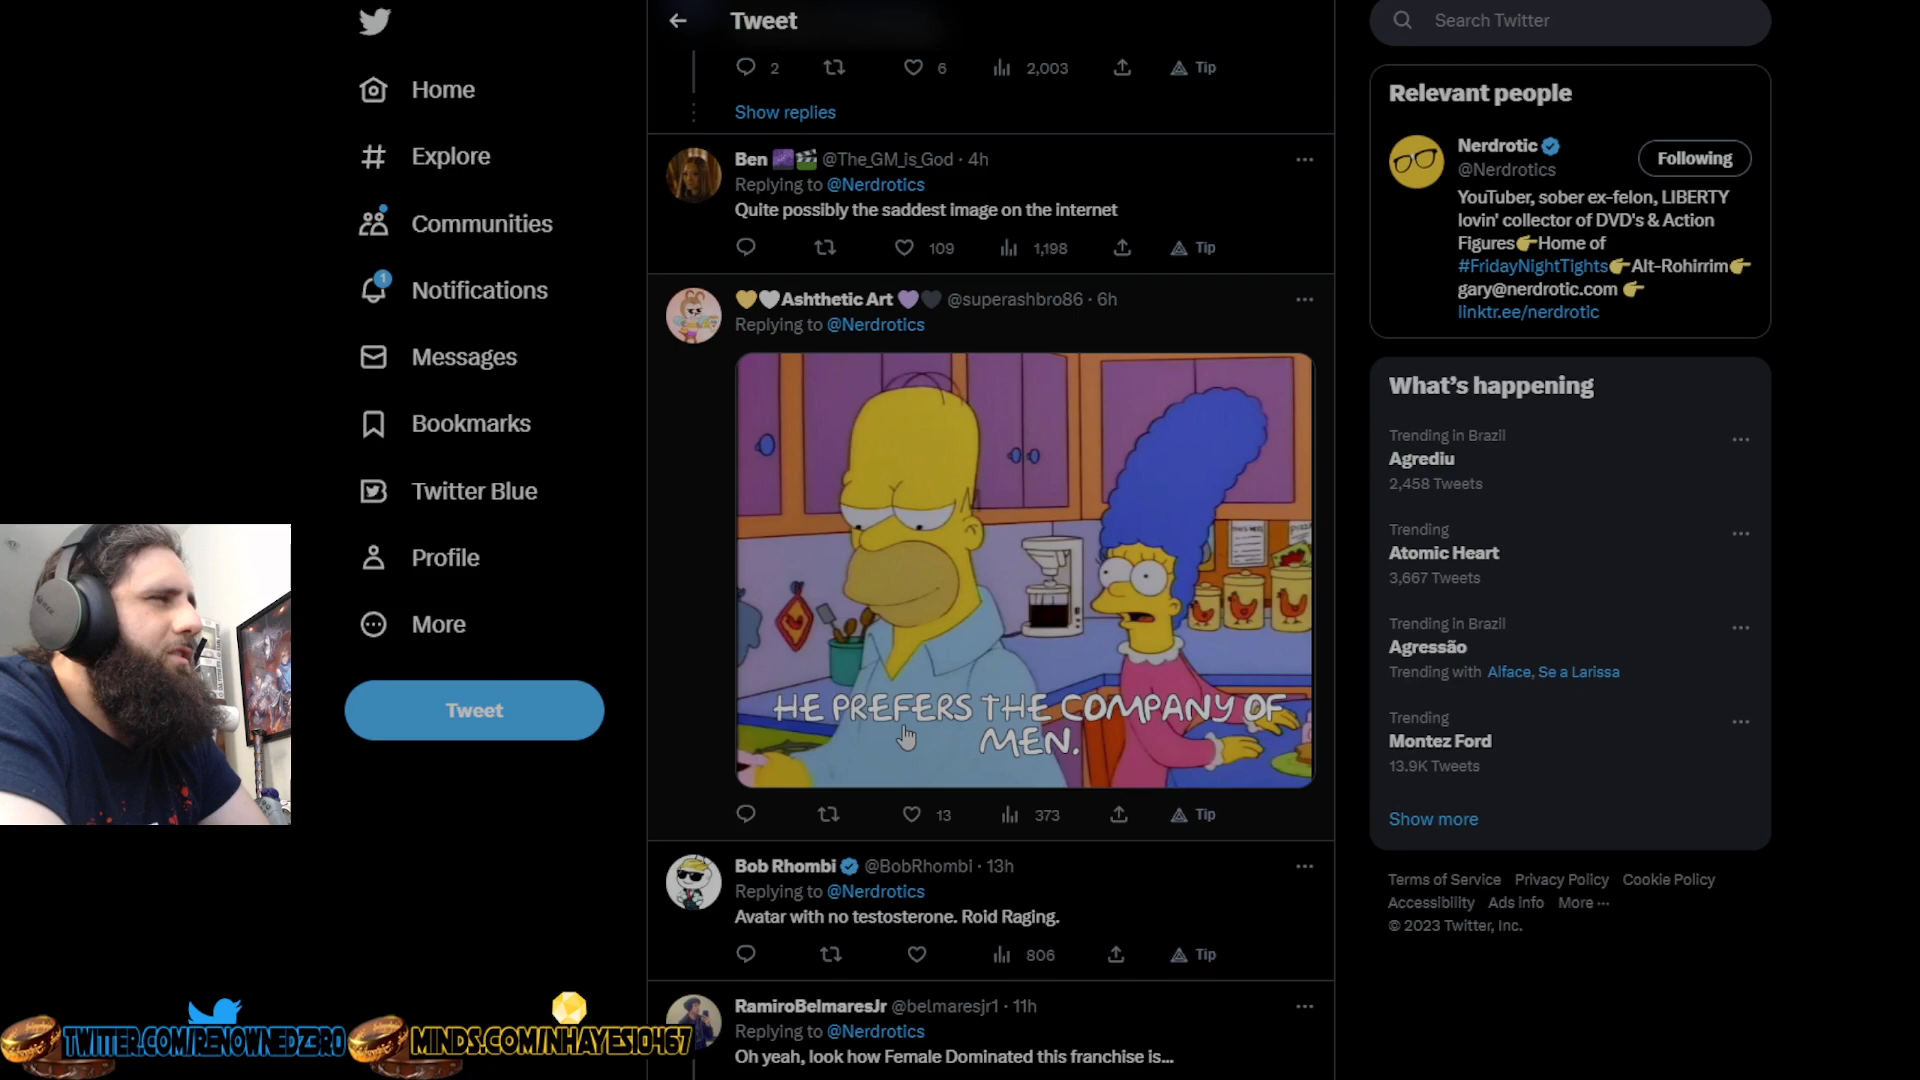 Tweet
Search Twitter
2
6
2,003
Tip
Show replies
Home
Explore
Communities
1
Notifications
Messages
Bookmarks
Twitter Blue
Profile
More
Tweet
Ben @The_GM_is_God · 4h
Replying to @Nerdrotics
Quite possibly the saddest image on the internet
109
1,198
Tip
Ashthetic Art @superashbro86 · 6h
Replying to @Nerdrotics
HE PREFERS THE COMPANY OF
MEN.
13
373
Tip
Bob Rhombi @BobRhombi · 13h
Replying to @Nerdrotics
Avatar with no testosterone. Roid Raging.
806
Tip
RamiroBelmaresJr @belmaresjr1 · 11h
Replying to @Nerdrotics
Oh yeah, look how Female Dominated this franchise is...
Relevant people
Nerdrotic
@Nerdrotics
Following
YouTuber, sober ex-felon, LIBERTY
lovin' collector of DVD's & Action
Figures Home of
#FridayNightTights Alt-Rohirrim
gary@nerdrotic.com
linktr.ee/nerdrotic
What's happening
Trending in Brazil
Agrediu
2,458 Tweets
Trending
Atomic Heart
3,667 Tweets
Trending in Brazil
Agressão
Trending with Alface, Se a Larissa
Trending
Montez Ford
13.9K Tweets
Show more
Terms of Service Privacy Policy Cookie Policy
Accessibility Ads info More ...
© 2023 Twitter, Inc.
TWITTER.COM/RENOWNEDZ3R0
MINDS.COM/NHAYES10467